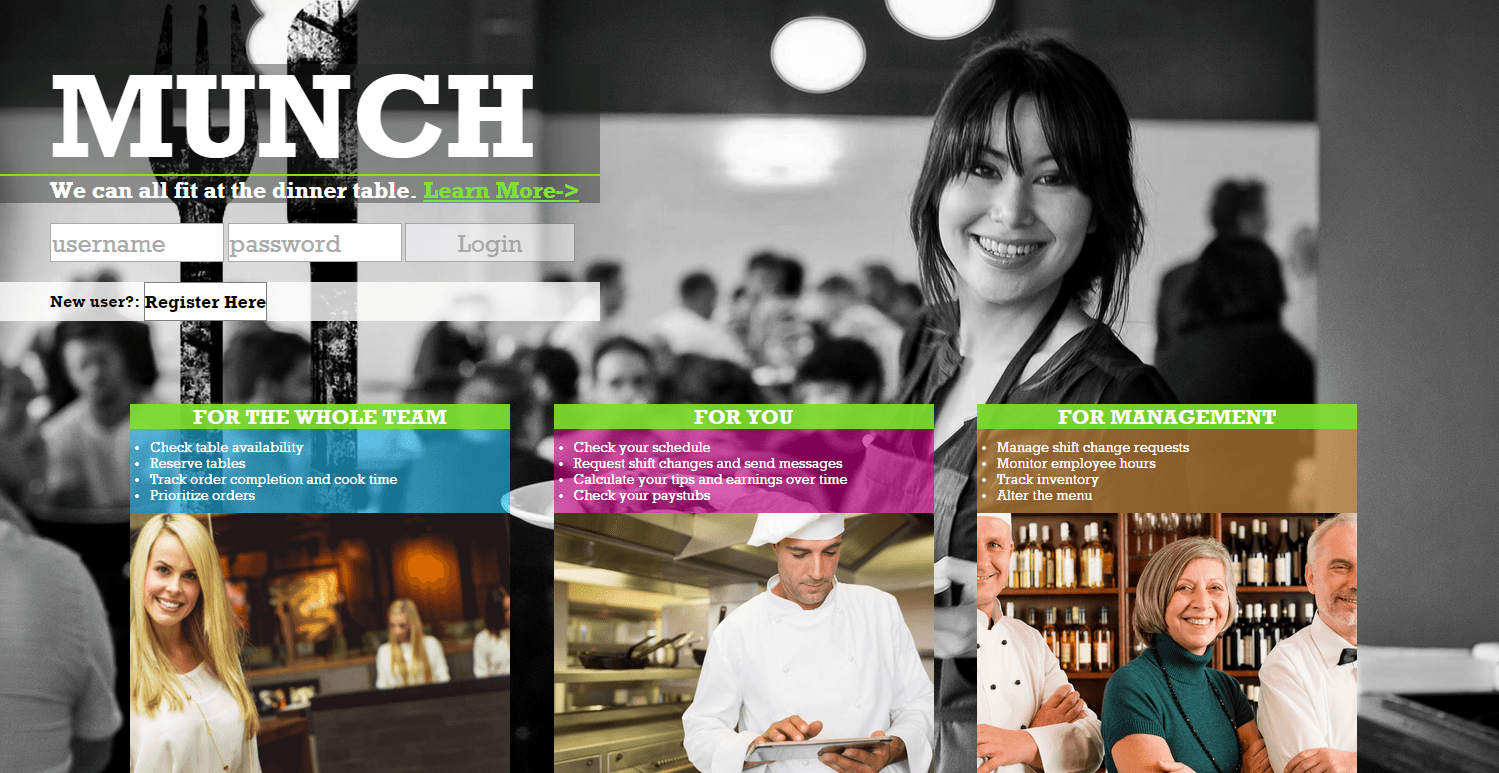 MUNCH
We can all fit at the dinner table. Learn More->
username password Login
New user?: Register Here
FOR THE WHOLE TEAM
• Check table availability
• Reserve tables
• Track order completion and cook time
• Prioritize orders
FOR YOU
• Check your schedule
• Request shift changes and send messages
• Calculate your tips and earnings over time
• Check your paystubs
FOR MANAGEMENT
• Manage shift change requests
• Monitor employee hours
• Track inventory
• Alter the menu